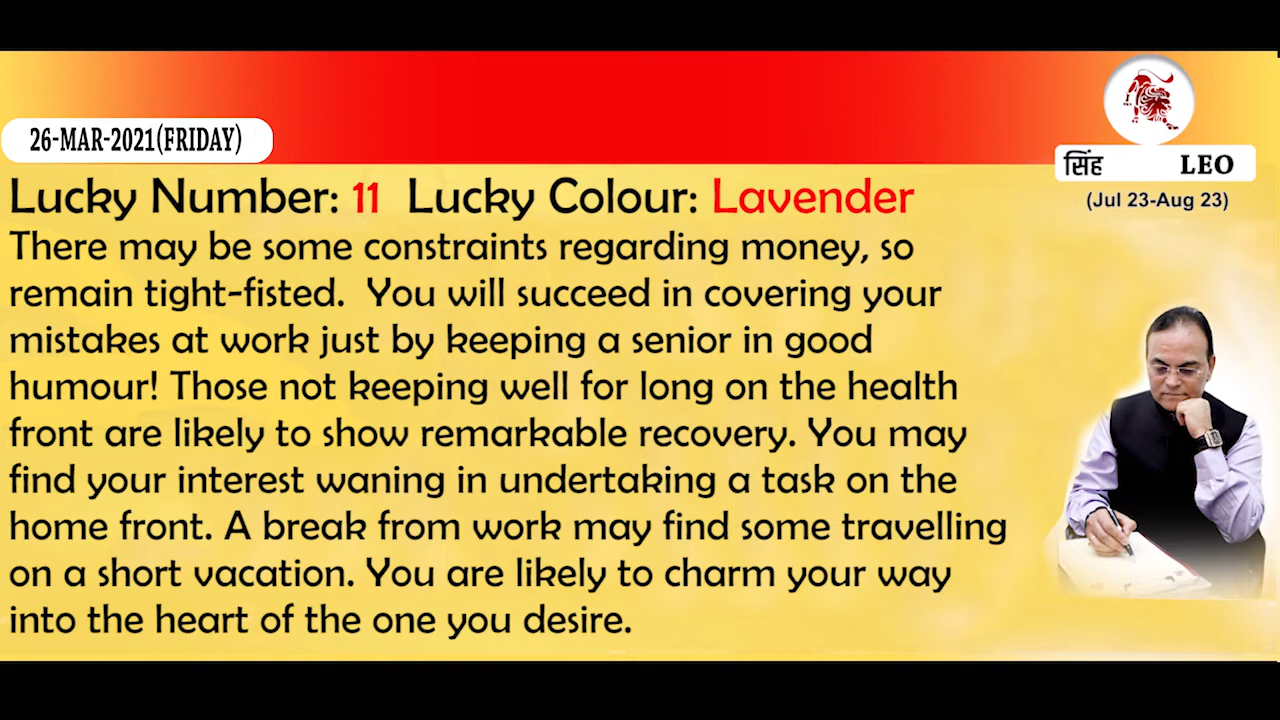 26-MAR-2021(FRIDAY)
सिंह LEO
(Jul 23-Aug 23)
Lucky Number: 11 Lucky Colour: Lavender
There may be some constraints regarding money, so
remain tight-fisted. You will succeed in covering your
mistakes at work just by keeping a senior in good
humour! Those not keeping well for long on the health
front are likely to show remarkable recovery. You may
find your interest waning in undertaking a task on the
home front. A break from work may find some travelling
on a short vacation. You are likely to charm your way
into the heart of the one you desire.